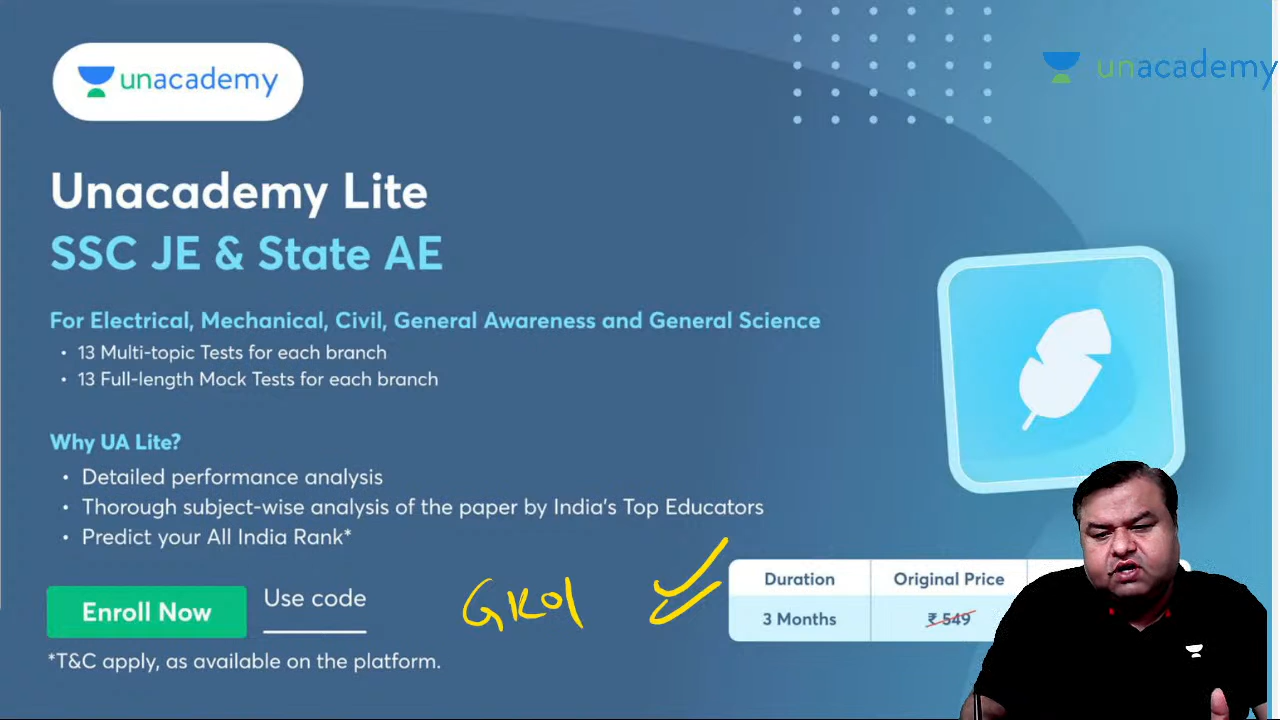 unacademy
unacademy
Unacademy Lite
SSC JE & State AE
For Electrical, Mechanical, Civil, General Awareness and General Science
• 13 Multi-topic Tests for each branch
• 13 Full-length Mock Tests for each branch
Why UA Lite?
• Detailed performance analysis
• Thorough subject-wise analysis of the paper by India's Top Educators
• Predict your All India Rank*
Duration Original Price
3 Months ₹ 549
Enroll Now Use code GK01
*T&C apply, as available on the platform.